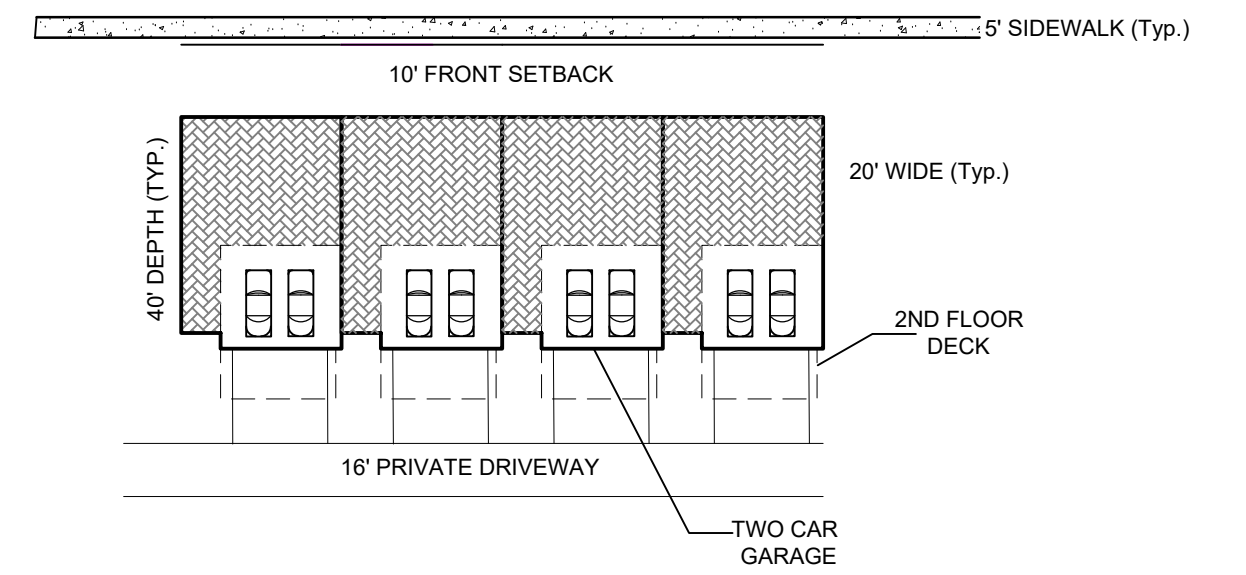 5' SIDEWALK (Typ.)
10' FRONT SETBACK
40' DEPTH (TYP.)
20' WIDE (Typ.)
2ND FLOOR
DECK
16' PRIVATE DRIVEWAY
TWO CAR
GARAGE